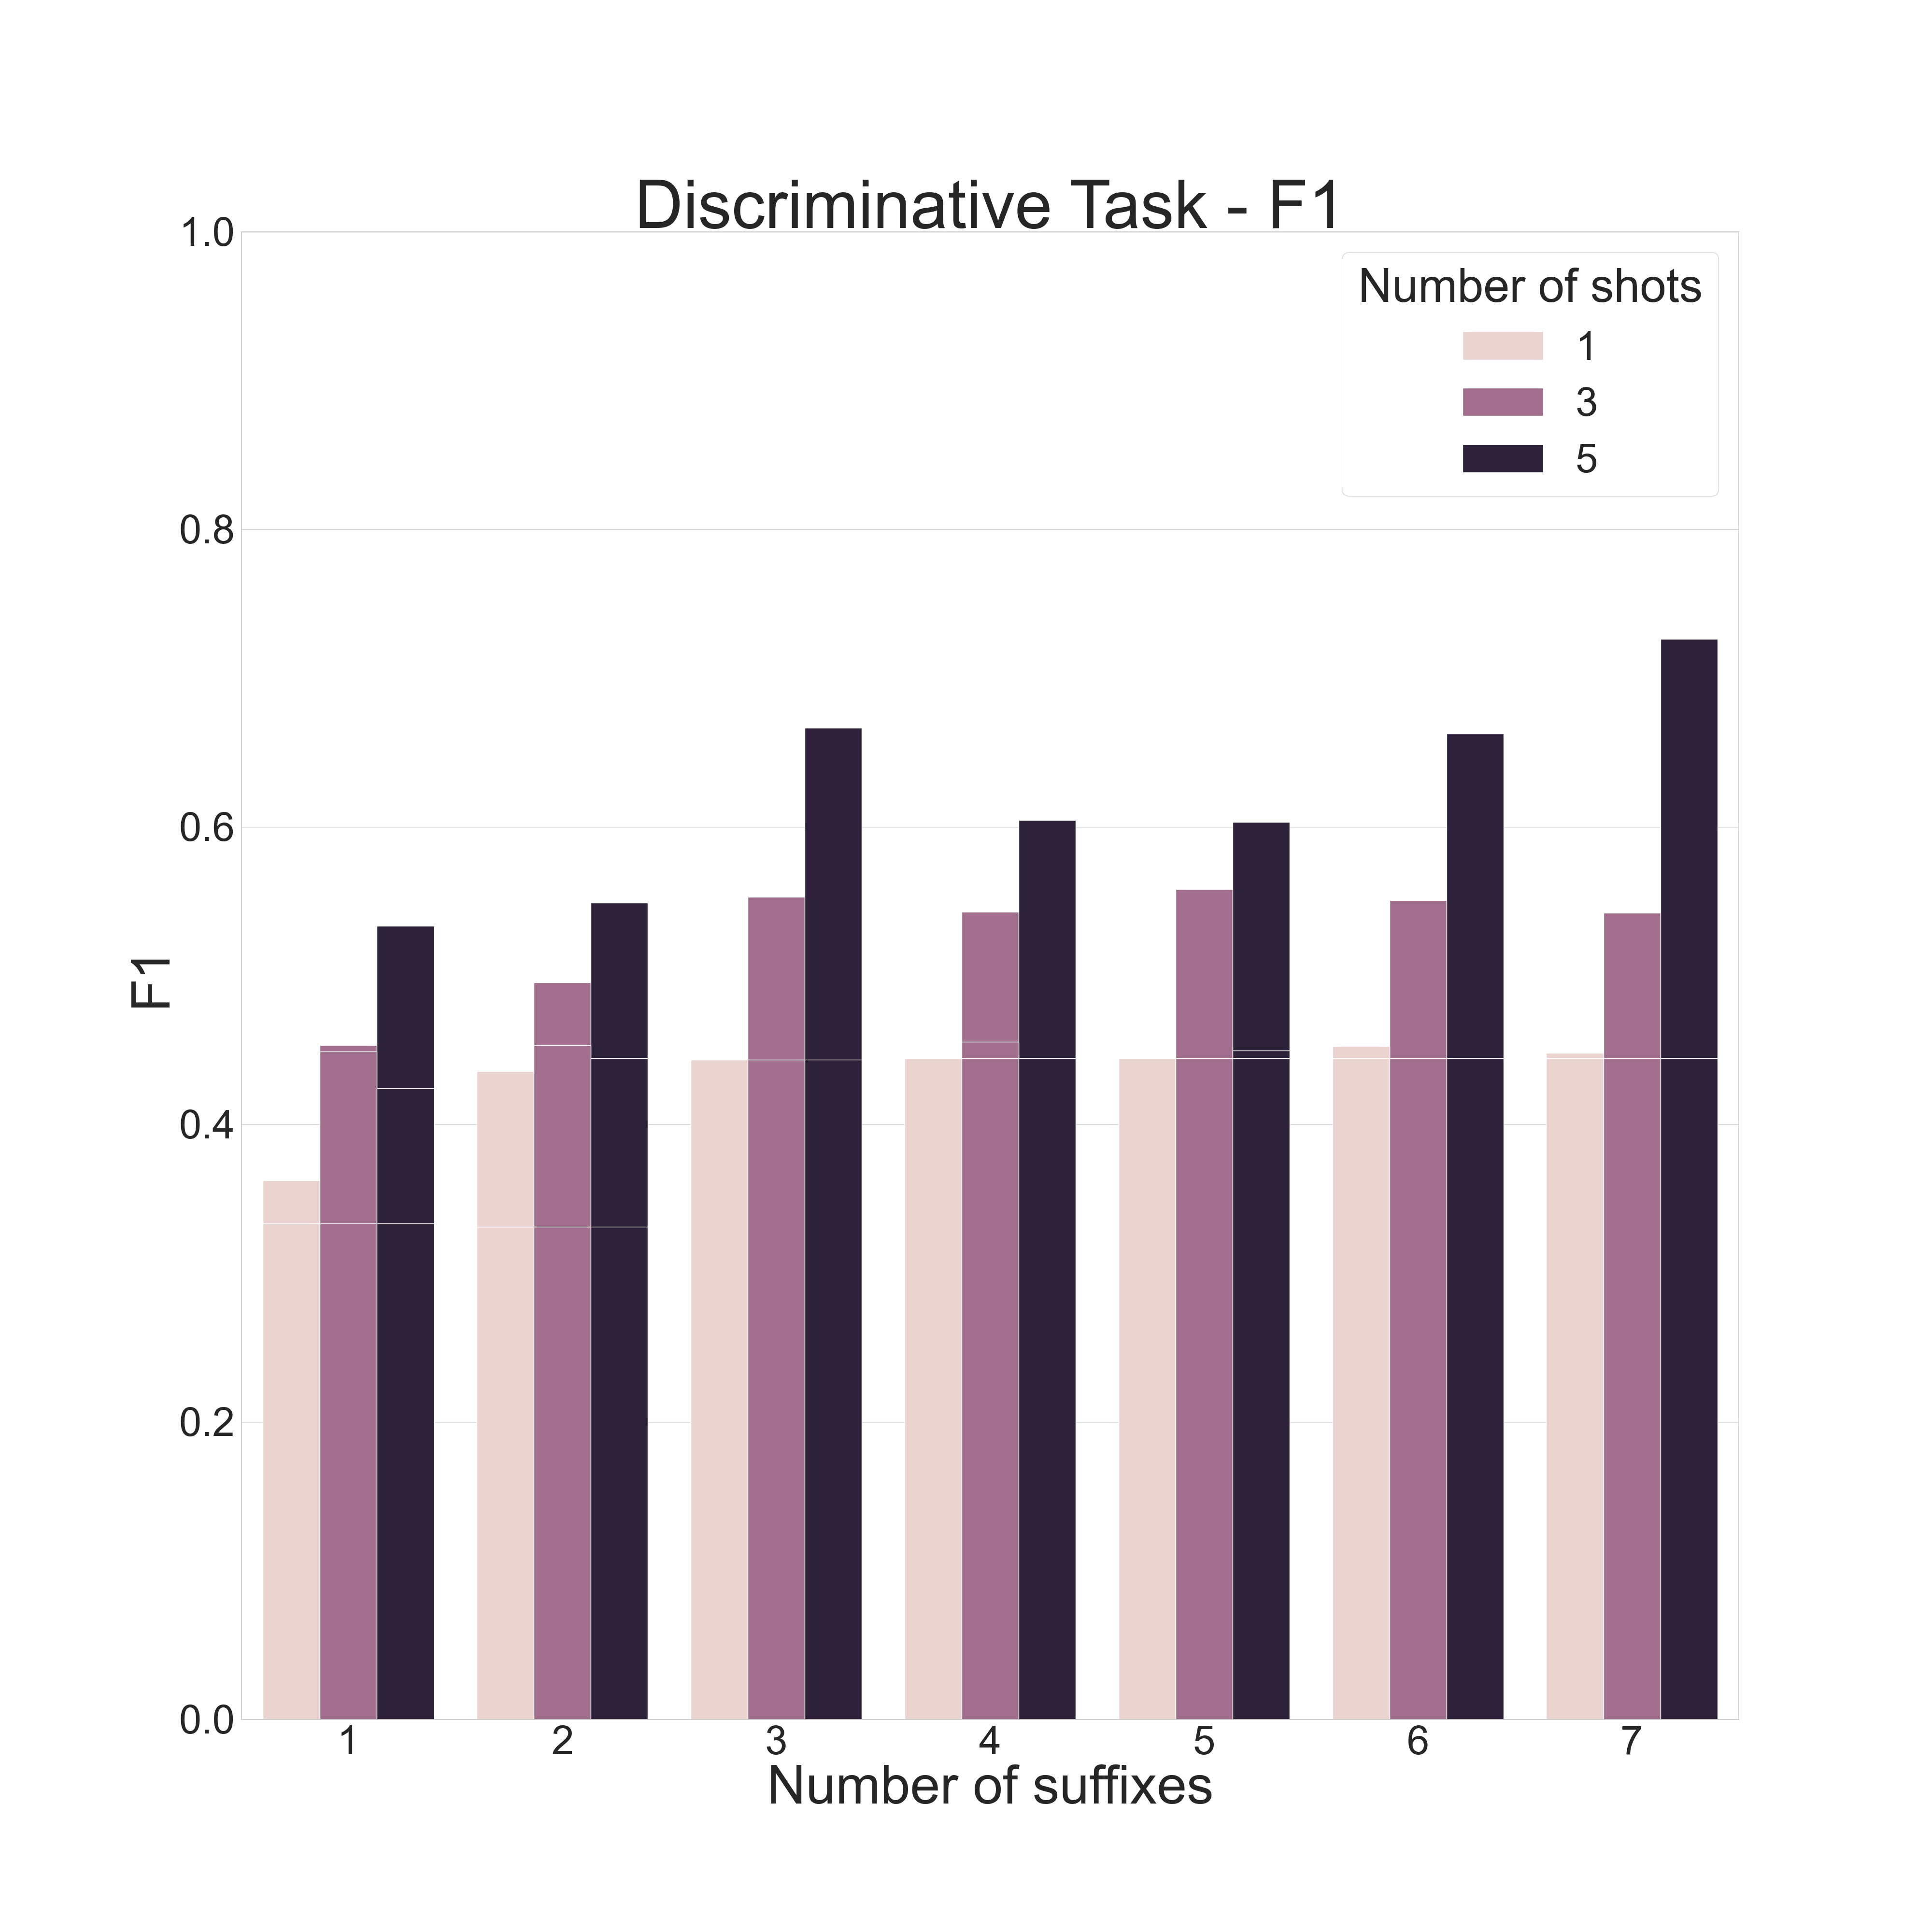 Discriminative Task - F1
1.0
0.8
0.6
0.4
0.2
0.0
F1
Number of shots
1
3
5
1 2 3 4 5 6 7
Number of suffixes